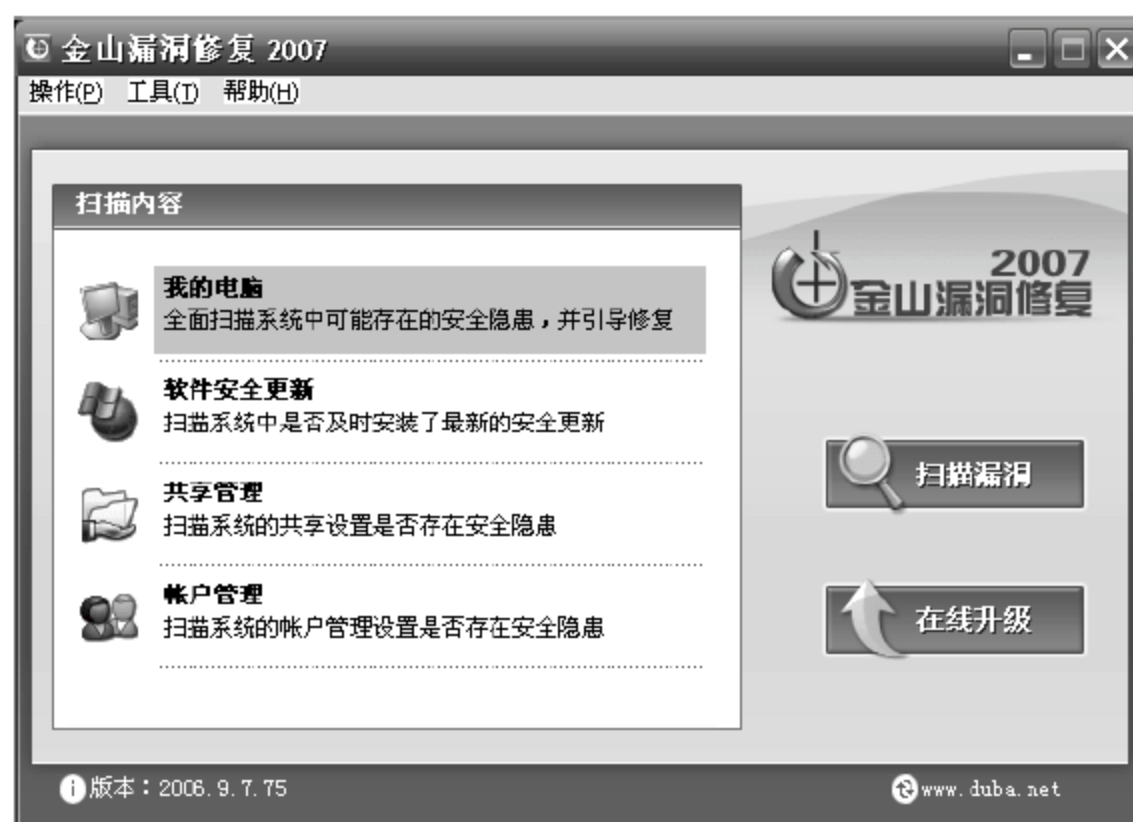 金山漏洞修复 2007
操作(P) 工具(T) 帮助(H)
扫描内容
我的电脑
全面扫描系统中可能存在的安全隐患，并引导修复
软件安全更新
扫描系统中是否及时安装了最新的安全更新
共享管理
扫描系统的共享设置是否存在安全隐患
帐户管理
扫描系统的帐户管理设置是否存在安全隐患
2007
金山漏洞修复
扫描漏洞
在线升级
版本：2006.9.7.75
www.duba.net